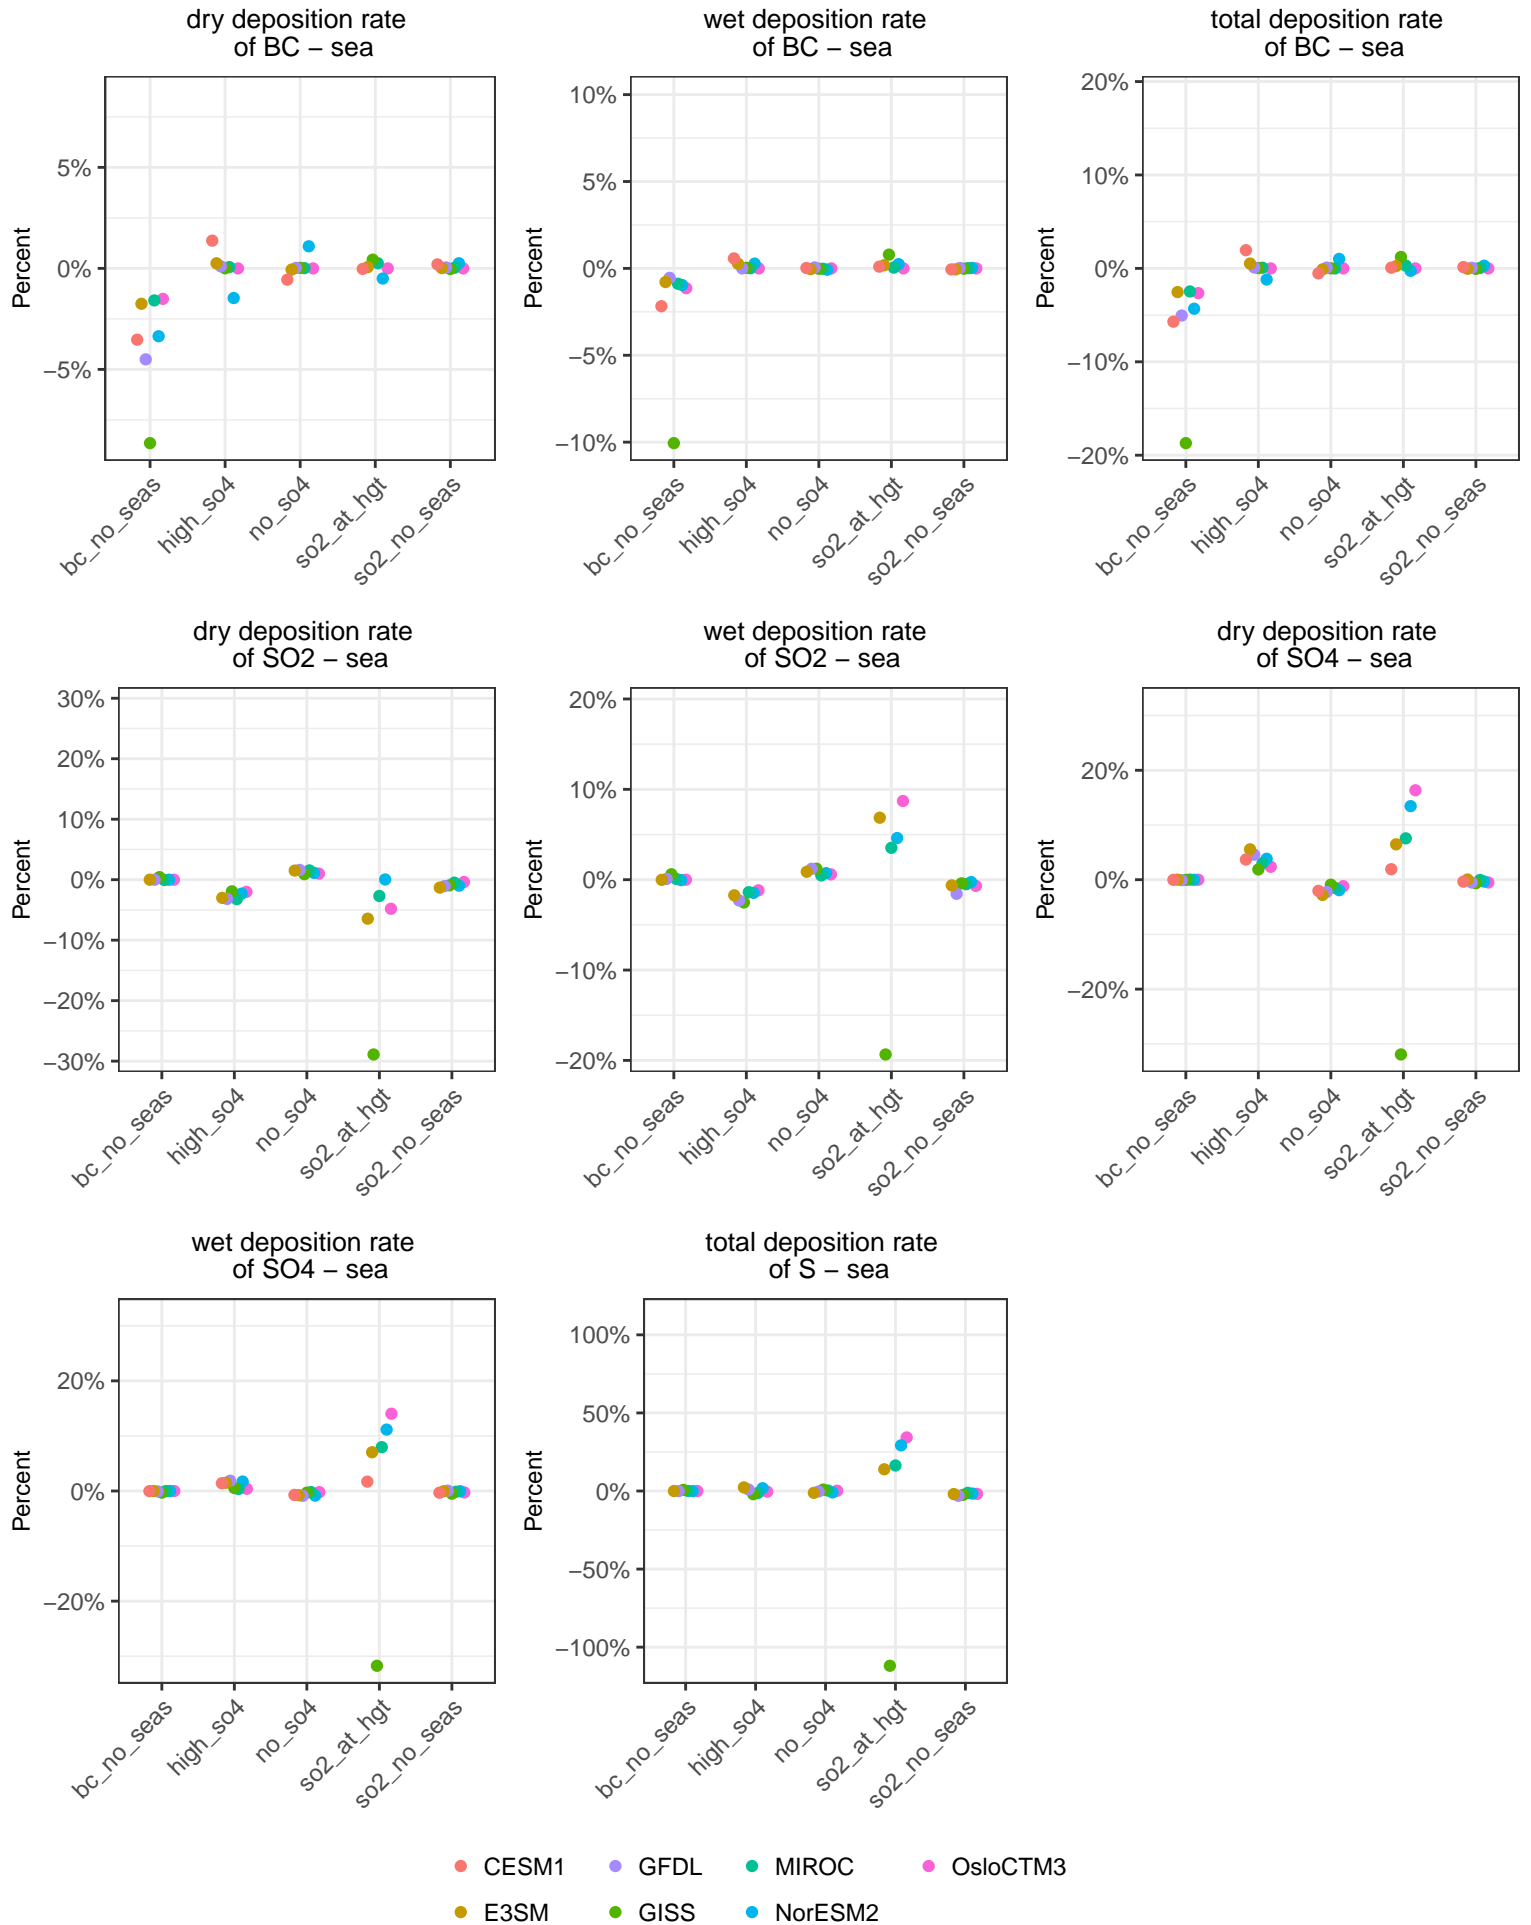 dry deposition rate
of BC – sea
wet deposition rate
of BC – sea
total deposition rate
of BC – sea
Percent
5%
0%
−5%
bc_no_seas
high_so4
no_so4
so2_at_hgt
so2_no_seas
Percent
10%
5%
0%
−5%
−10%
bc_no_seas
high_so4
no_so4
so2_at_hgt
so2_no_seas
Percent
20%
10%
0%
−10%
−20%
bc_no_seas
high_so4
no_so4
so2_at_hgt
so2_no_seas
dry deposition rate
of SO2 – sea
wet deposition rate
of SO2 – sea
dry deposition rate
of SO4 – sea
Percent
30%
20%
10%
0%
−10%
−20%
−30%
bc_no_seas
high_so4
no_so4
so2_at_hgt
so2_no_seas
Percent
20%
10%
0%
−10%
−20%
bc_no_seas
high_so4
no_so4
so2_at_hgt
so2_no_seas
Percent
20%
0%
−20%
bc_no_seas
high_so4
no_so4
so2_at_hgt
so2_no_seas
wet deposition rate
of SO4 – sea
total deposition rate
of S – sea
Percent
20%
0%
−20%
bc_no_seas
high_so4
no_so4
so2_at_hgt
so2_no_seas
Percent
100%
50%
0%
−50%
−100%
bc_no_seas
high_so4
no_so4
so2_at_hgt
so2_no_seas
CESM1 GFDL MIROC OsloCTM3
E3SM GISS NorESM2